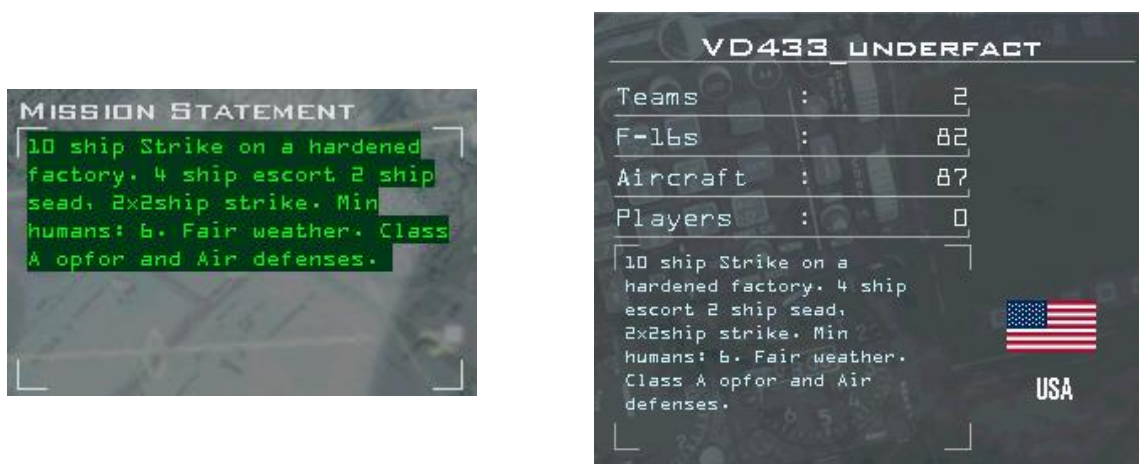 MISSION STATEMENT
10 ship Strike on a hardened
factory. 4 ship escort 2 ship
sead, 2x2ship strike. Min
humans: 6. Fair weather. Class
A opfor and Air defenses.
VD433_UNDERFACT
Teams : 2
F-16s : 82
Aircraft : 87
Players : 0
10 ship Strike on a
hardened factory. 4 ship
escort 2 ship sead,
2x2ship strike. Min
humans: 6. Fair weather.
Class A opfor and Air
defenses.
USA